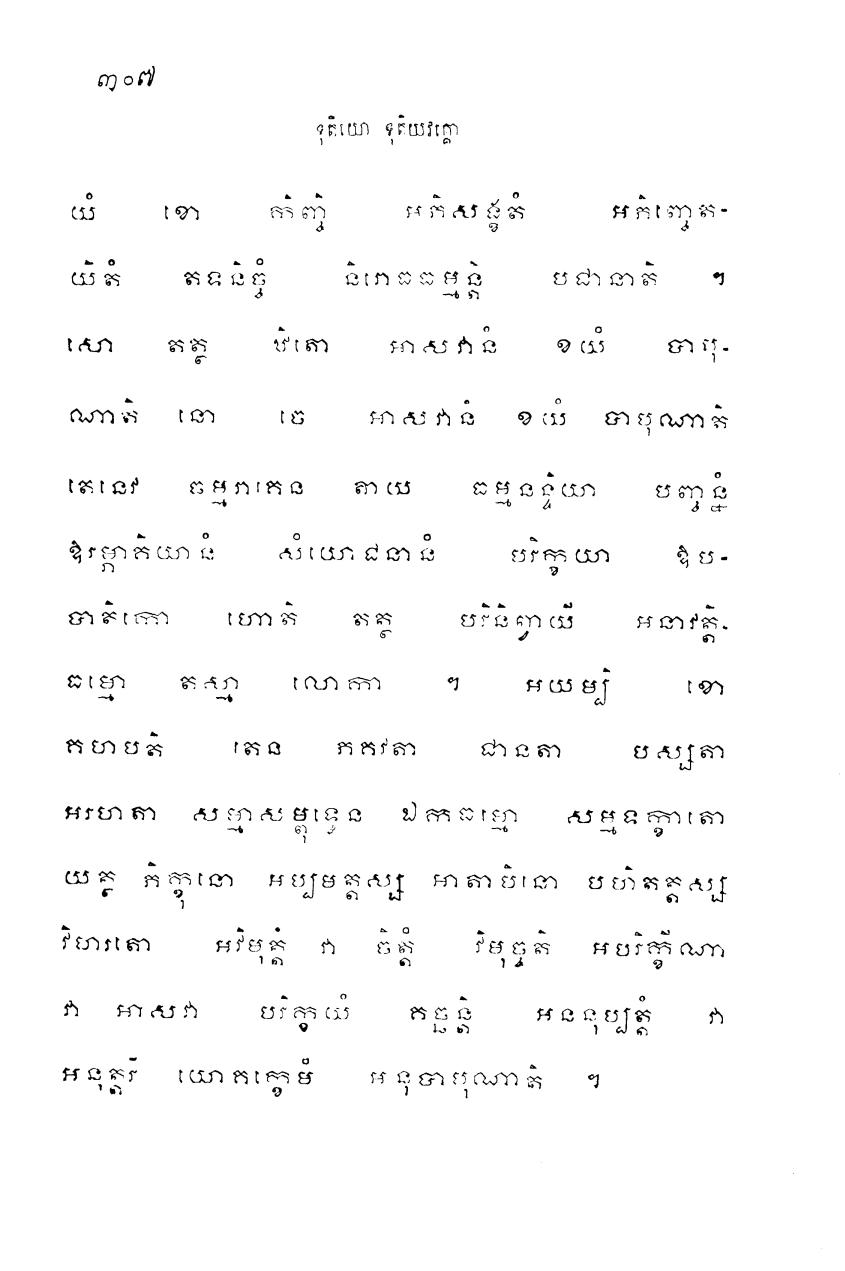 ៣០៧
ទុតិយោ ទុតិយវគ្គោ
យំ ខោ កិញ្ចិ អភិសង្ខតំ អភិញ្ចេត-
យិតំ តទនិច្ចំ និរោធធម្មន្តិ បជានាតិ ។
សោ តត្ថ ឋិតោ អាសវានំ ខយំ បាបុ-
ណាតិ នោ ចេ អាសវានំ ខយំ បាបុណាតិ
តេនេវ ធម្មរាគេន តាយ ធម្មនន្ទិយា បញ្ចន្នំ
ឱរម្ភាគិយានំ សំយោជនានំ បរិក្ខយា ឱប-
បាតិកោ ហោតិ តត្ថ បរិនិព្វាយី អនាវត្តិ-
ធម្មោ តស្មា លោកា ។ អយម្បិ ខោ
គហបតិ តេន ភគវតា ជានតា បស្សតា
អរហតា សម្មាសម្ពុទ្ធេន ឯកធម្មោ សម្មទក្ខាតោ
យត្ថ ភិក្ខុនោ អប្បមត្តស្ស អាតាបិនោ បហិតត្តស្ស
វិហរតោ អវិមុត្តំ វា ចិត្តំ វិមុច្ចតិ អបរិក្ខីណា
វា អាសវា បរិក្ខយំ គច្ឆន្តិ អននុប្បត្តំ វា
អនុត្តរំ យោគក្ខេមំ អនុបាបុណាតិ ។